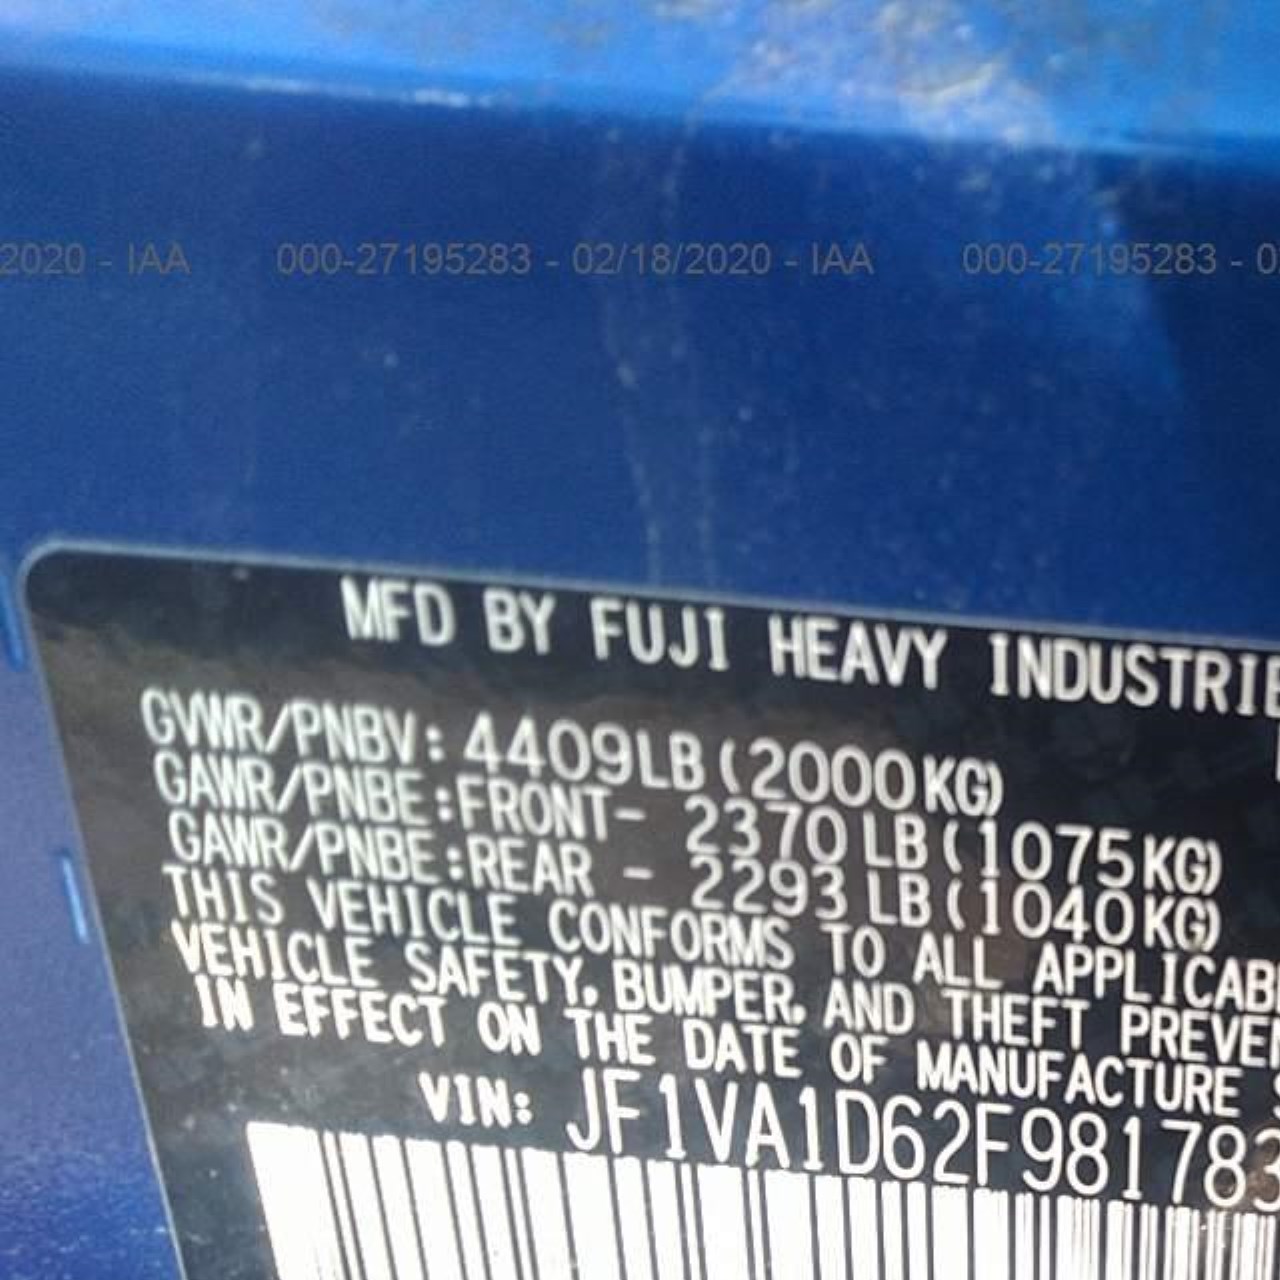 2020 - IAA 000-27195283 - 02/18/2020 - IAA 000-27195283 - 0
MFD BY FUJI HEAVY INDUSTRIE
GVWR/PNBV: 4409LB (2000KG)
GAWR/PNBE:FRONT- 2370 LB (1075KG)
GAWR/PNBE:REAR - 2293 LB (1040KG)
THIS VEHICLE CONFORMS TO ALL APPLICAB
VEHICLE SAFETY, BUMPER, AND THEFT PREVE
IN EFFECT ON THE DATE OF MANUFACTURE S
VIN: JF1VA1D62F981783